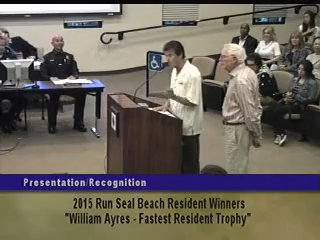 Presentation/Recognition
2015 Run Seal Beach Resident Winners
"William Ayres - Fastest Resident Trophy"